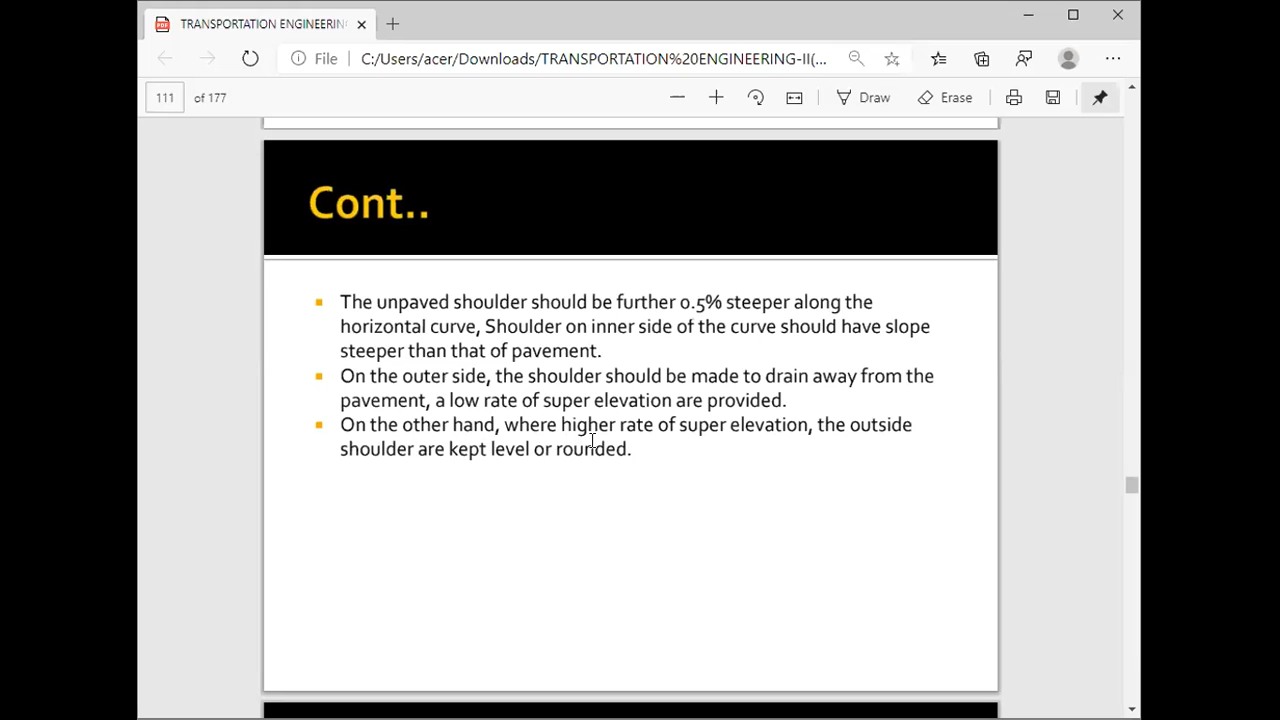 TRANSPORTATION ENGINEERIN
File
C:/Users/acer/Downloads/TRANSPORTATION%20ENGINEERING-II(...
111 of 177
Draw
Erase
Cont..
The unpaved shoulder should be further 0.5% steeper along the
horizontal curve, Shoulder on inner side of the curve should have slope
steeper than that of pavement.
On the outer side, the shoulder should be made to drain away from the
pavement, a low rate of super elevation are provided.
On the other hand, where higher rate of super elevation, the outside
shoulder are kept level or rounded.